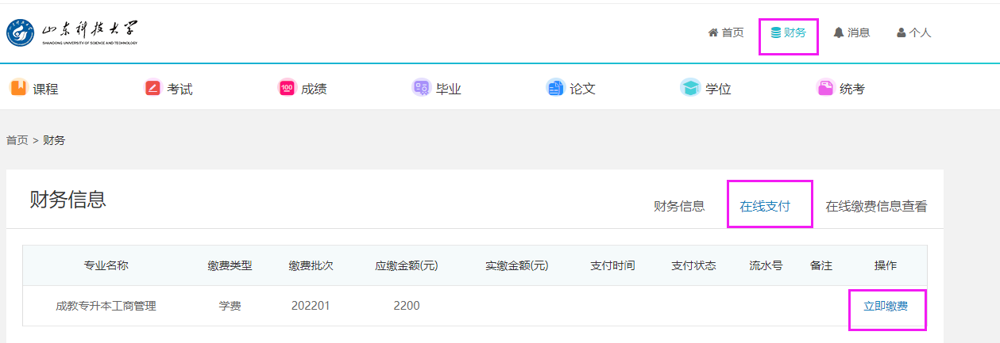 山东科技大学
SHANDONG UNIVERSITY OF SCIENCE AND TECHNOLOGY
首页 财务 消息 个人
课程 考试 100 成绩 毕业 论文 学位 统考
首页 > 财务
财务信息
财务信息 在线支付 在线缴费信息查看
专业名称 缴费类型 缴费批次 应缴金额(元) 实缴金额(元) 支付时间 支付状态 流水号 备注 操作
成教专升本工商管理 学费 202201 2200 立即缴费